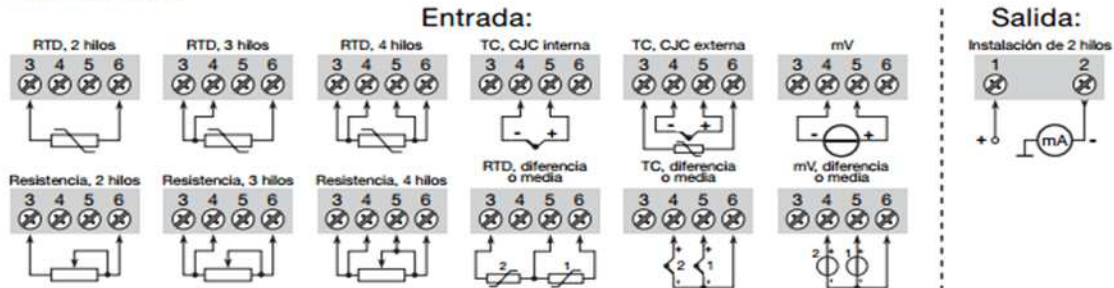 Entrada:
Salida:
RTD, 2 hilos
RTD, 3 hilos
RTD, 4 hilos
TC, CJC interna
TC, CJC externa
mV
Instalación de 2 hilos
3 4 5 6
3 4 5 6
3 4 5 6
3 4 5 6
3 4 5 6
3 4 5 6
1 2
- +
- +
- +
+ mA -
Resistencia, 2 hilos
Resistencia, 3 hilos
Resistencia, 4 hilos
RTD, diferencia
o media
TC, diferencia
o media
mV, diferencia
o media
3 4 5 6
3 4 5 6
3 4 5 6
3 4 5 6
3 4 5 6
3 4 5 6
2 1
+ +
2 1
- -
2 + 1 +
- -